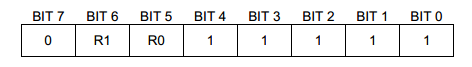 BIT 7 BIT 6 BIT 5 BIT 4 BIT 3 BIT 2 BIT 1 BIT 0
0 R1 R0 1 1 1 1 1